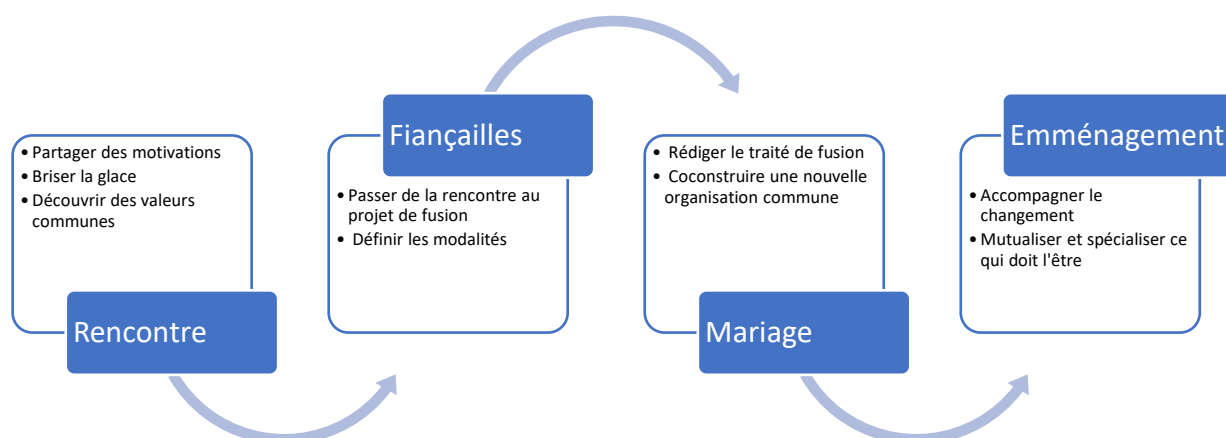 • Partager des motivations
• Briser la glace
• Découvrir des valeurs
communes
Rencontre
Fiançailles
• Passer de la rencontre au
projet de fusion
• Définir les modalités
• Rédiger le traité de fusion
• Coconstruire une nouvelle
organisation commune
Mariage
Emménagement
• Accompagner le
changement
• Mutualiser et spécialiser ce
qui doit l'être